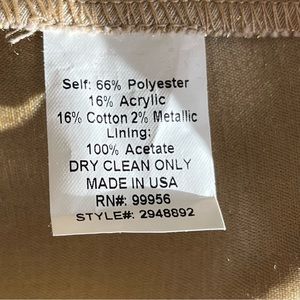 Self: 66% Polyester
16% Acrylic
16% Cotton 2% Metallic
Lining:
100% Acetate
DRY CLEAN ONLY
MADE IN USA
RN#: 99956
STYLE#: 2948892